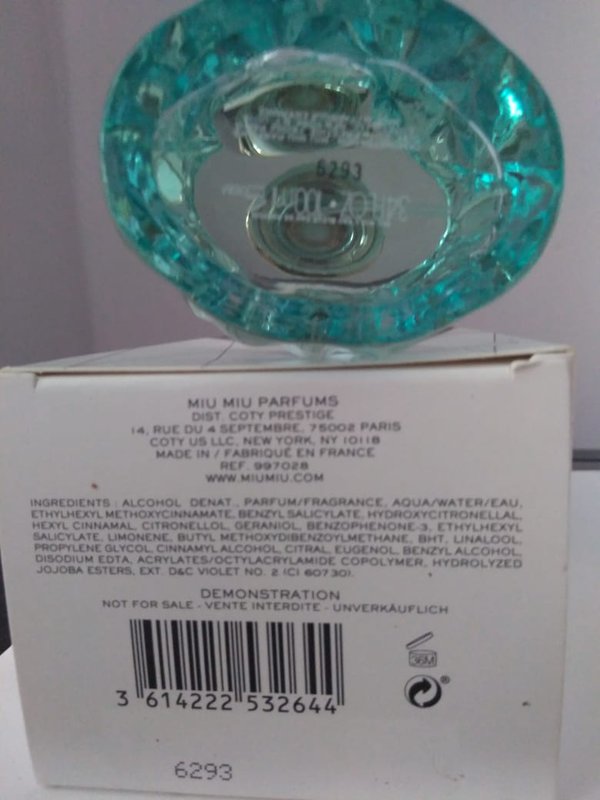 6293
MIU MIU PARFUMS
DIST. COTY PRESTIGE
14, RUE DU 4 SEPTEMBRE, 75002 PARIS
COTY US LLC, NEW YORK, NY 10118
MADE IN / FABRIQUÉ EN FRANCE
REF. 997028
WWW.MIUMIU.COM
INGREDIENTS : ALCOHOL DENAT., PARFUM/FRAGRANCE, AQUA/WATER/EAU,
ETHYLHEXYL METHOXYCINNAMATE, BENZYL SALICYLATE, HYDROXYCITRONELLAL,
HEXYL CINNAMAL, CITRONELLOL, GERANIOL, BENZOPHENONE-3, ETHYLHEXYL
SALICYLATE, LIMONENE, BUTYL METHOXYDIBENZOYLMETHANE, BHT, LINALOOL,
PROPYLENE GLYCOL, CINNAMYL ALCOHOL, CITRAL, EUGENOL, BENZYL ALCOHOL,
DISODIUM EDTA, ACRYLATES/OCTYLACRYLAMIDE COPOLYMER, HYDROLYZED
JOJOBA ESTERS, EXT. D&C VIOLET NO. 2 (CI 60730).
DEMONSTRATION
NOT FOR SALE - VENTE INTERDITE - UNVERKÄUFLICH
36M
3 614222 532644
6293